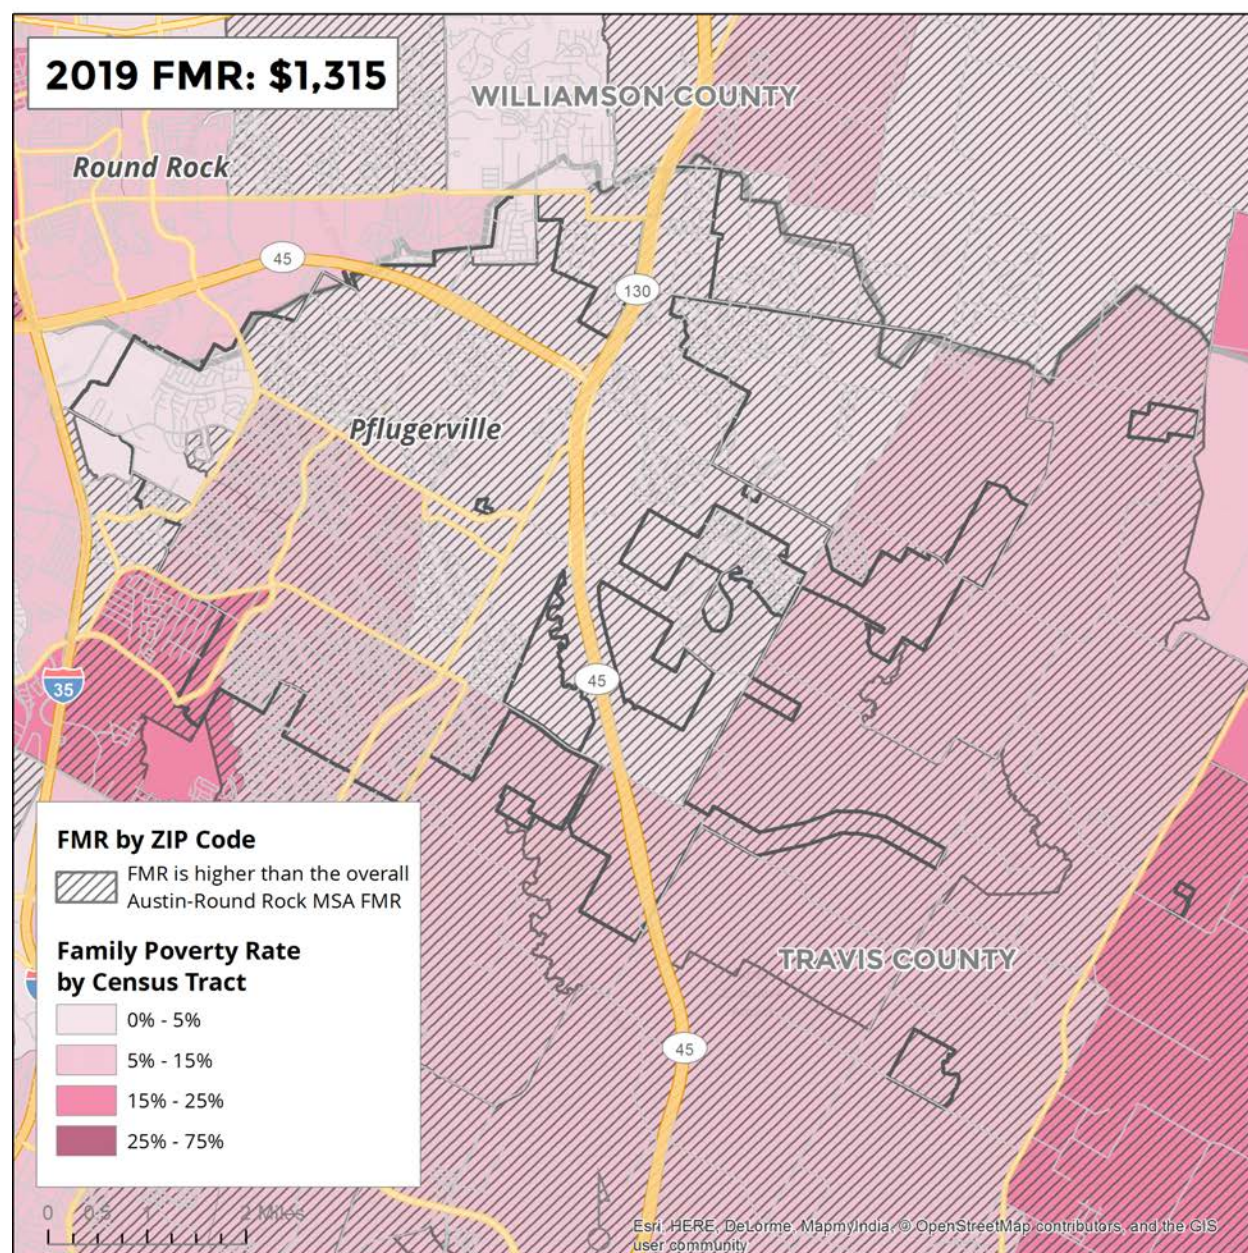 2019 FMR: $1,315
WILLIAMSON COUNTY
Round Rock
45
130
Pflugerville
35
45
FMR by ZIP Code
FMR is higher than the overall
Austin-Round Rock MSA FMR
Family Poverty Rate
by Census Tract
0% - 5%
5% - 15%
15% - 25%
25% - 75%
TRAVIS COUNTY
45
0 0.5 1 2 Miles
Esri, HERE, DeLorme, MapmyIndia, © OpenStreetMap contributors, and the GIS
user community